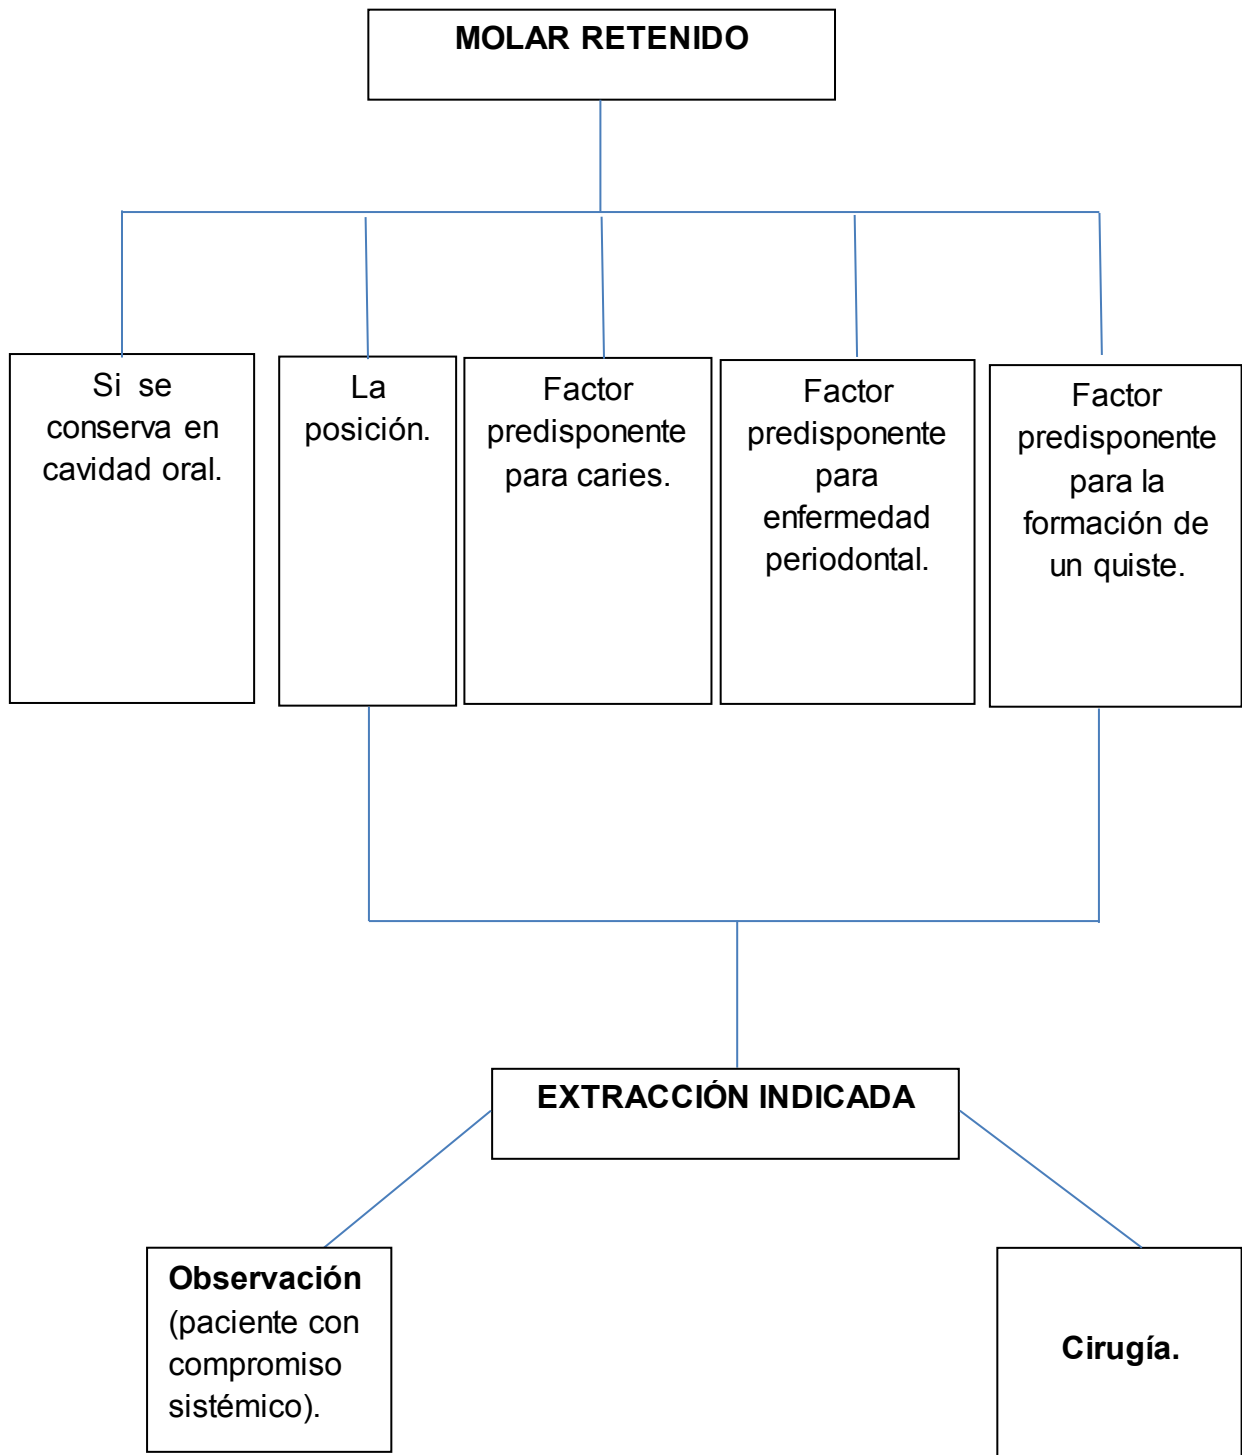 MOLAR RETENIDO
Si se
conserva en
cavidad oral.
La
posición.
Factor
predisponente
para caries.
Factor
predisponente
para
enfermedad
periodontal.
Factor
predisponente
para la
formación de
un quiste.
EXTRACCIÓN INDICADA
Observación
(paciente con
compromiso
sistémico).
Cirugía.